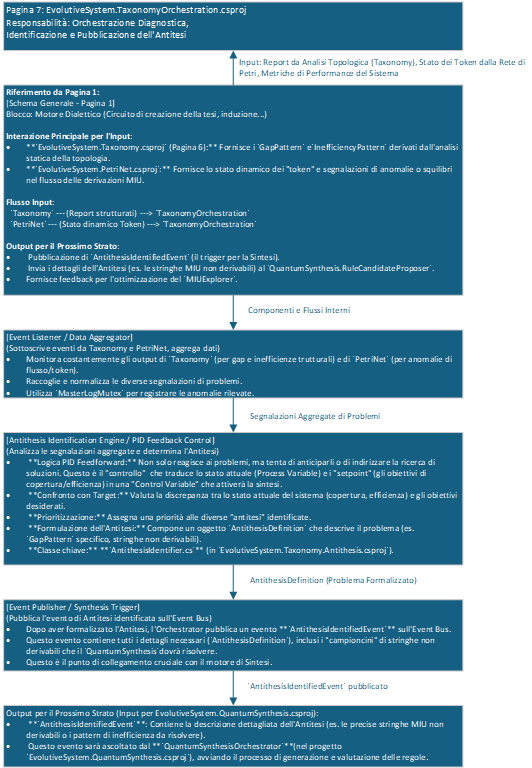 Pagina 7: EvolutiveSystem.TaxonomyOrchestration.csproj
Responsabilità: Orchestrazione Diagnostica,
Identificazione e Pubblicazione dell'Antitesi
Input: Report da Analisi Topologica (Taxonomy), Stato dei Token dalla Rete di
Petri, Metriche di Performance del Sistema
Riferimento da Pagina 1:
[Schema Generale - Pagina 1]
Blocco: Motore Dialettico (Circuito di creazione della tesi, induzione...)
Interazione Principale per l'Input:
• **`EvolutiveSystem.Taxonomy.csproj` (Pagina 6):** Fornisce i `GapPattern` e `InefficiencyPattern` derivati dall'analisi
statica della topologia.
• **`EvolutiveSystem.PetriNet.csproj`:** Fornisce lo stato dinamico dei "token" e segnalazioni di anomalie o squilibri
nel flusso delle derivazioni MIU.
Flusso Input:
`Taxonomy` --- (Report strutturati) ---> `TaxonomyOrchestration`
`PetriNet` --- (Stato dinamico Token) ---> `TaxonomyOrchestration`
Output per il Prossimo Strato:
• Pubblicazione di `AntithesisIdentifiedEvent` (il trigger per la Sintesi).
• Invia i dettagli dell'Antitesi (es. le stringhe MIU non derivabili) al `QuantumSynthesis.RuleCandidateProposer`.
• Fornisce feedback per l'ottimizzazione del `MIUExplorer`.
Componenti e Flussi Interni
[Event Listener / Data Aggregator]
(Sottoscrive eventi da Taxonomy e PetriNet, aggrega dati)
• Monitora costantemente gli output di `Taxonomy` (per gap e inefficienze trutturali) e di `PetriNet` (per anomalie di
flusso/token).
• Raccoglie e normalizza le diverse segnalazioni di problemi.
• Utilizza `MasterLogMutex` per registrare le anomalie rilevate.
Segnalazioni Aggregate di Problemi
[Antithesis Identification Engine / PID Feedback Control]
(Analizza le segnalazioni aggregate e determina l'Antitesi)
• **Logica PID Feedforward:** Non solo reagisce ai problemi, ma tenta di anticiparli o di indirizzare la ricerca di
soluzioni. Questo è il "controllo" che traduce lo stato attuale (Process Variable) e i "setpoint" (gli obiettivi di
copertura/efficienza) in una "Control Variable" che attiverà la sintesi.
• **Confronto con Target:** Valuta la discrepanza tra lo stato attuale del sistema (copertura, efficienza) e gli obiettivi
desiderati.
• **Prioritizzazione:** Assegna una priorità alle diverse "antitesi" identificate.
• **Formulazione dell'Antitesi:** Compone un oggetto `AntithesisDefinition` che descrive il problema (es.
`GapPattern` specifico, stringhe non derivabili).
• **Classe chiave:** **`AntithesisIdentifier.cs`** (in `EvolutiveSystem.Taxonomy.Antithesis.csproj`).
AntithesisDefinition (Problema Formalizzato)
[Event Publisher / Synthesis Trigger]
(Pubblica l'evento di Antitesi identificata sull'Event Bus)
• Dopo aver formalizzato l'Antitesi, l'Orchestrator pubblica un evento **`AntithesisIdentifiedEvent`** sull'Event Bus.
• Questo evento contiene tutti i dettagli necessari (`AntithesisDefinition`), inclusi i "campioncini" di stringhe non
derivabili che il `QuantumSynthesis dovrà risolvere.
• Questo è il punto di collegamento cruciale con il motore di Sintesi.
`AntithesisIdentifiedEvent` pubblicato
Output per il Prossimo Strato (Input per EvolutiveSystem.QuantumSynthesis.csproj):
• **`AntithesisIdentifiedEvent`**: Contiene la descrizione dettagliata dell'Antitesi (es. le precise stringhe MIU non
derivabili o i pattern di inefficienza da risolvere).
• Questo evento sarà ascoltato dal **`QuantumSynthesisOrchestrator`**(nel progetto
`EvolutiveSystem.QuantumSynthesis.csproj`), avviando il processo di generazione e valutazione delle regole.